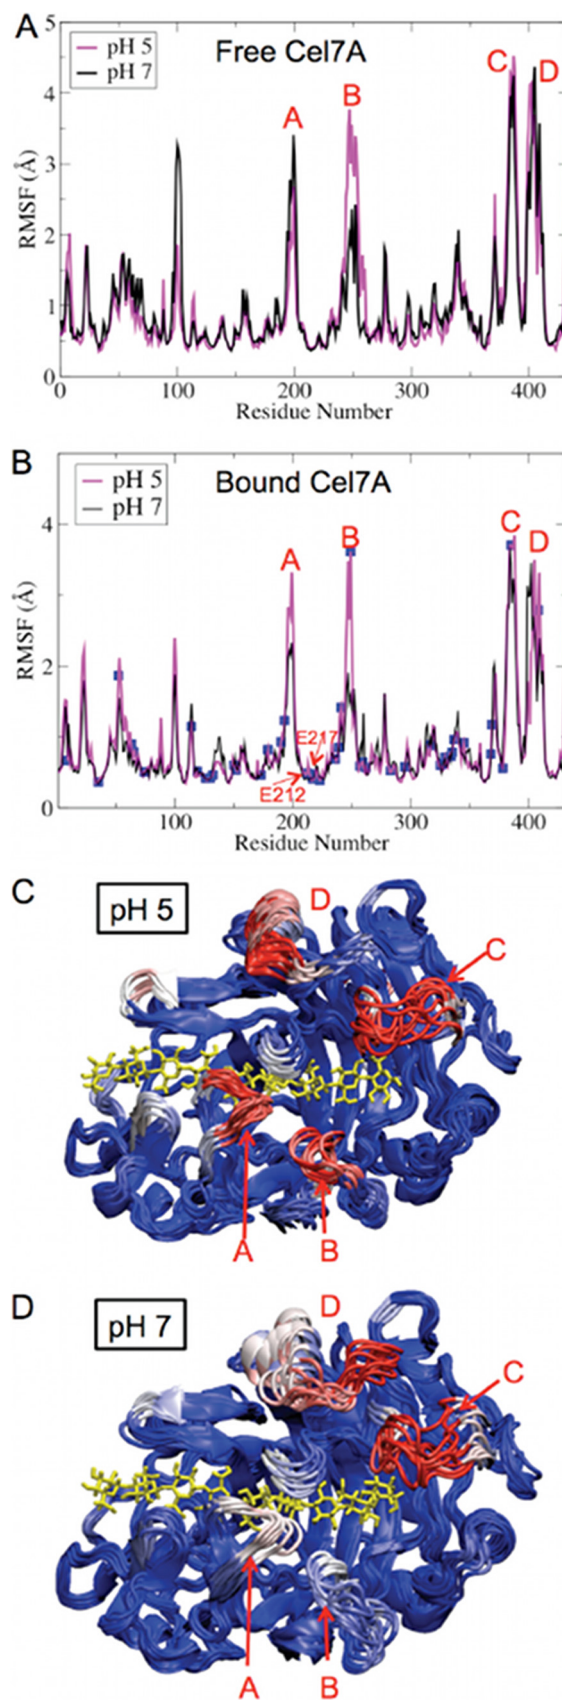 A
pH 5
pH 7
Free Cel7A
A
B
C
D
RMSF (Å)
5
4
3
2
1
0
0 100 200 300 400
Residue Number
B
pH 5
pH 7
Bound Cel7A
A
B
C
D
RMSF (Å)
4
2
0
E217
E212
100 200 300 400
Residue Number
C
pH 5
D
C
A
B
D
pH 7
D
C
A
B